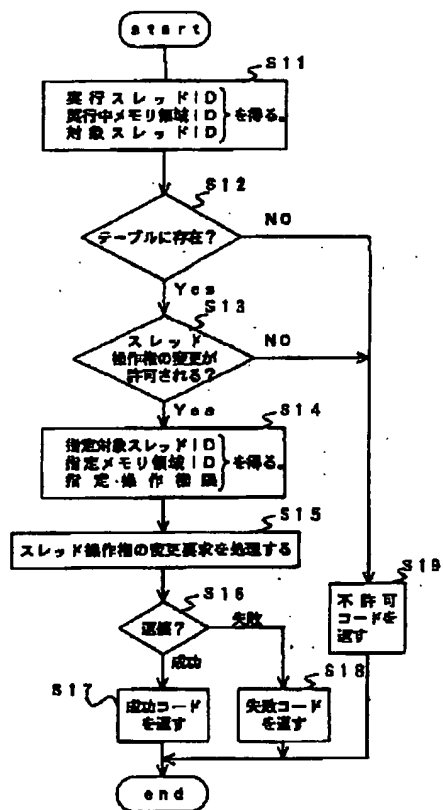 start
S11
実行スレッドID
実行中メモリ領域ID
対象スレッドID
を得る。
S12
テーブルに存在？
NO
Yes
S13
スレッド
操作権の変更が
許可される？
NO
Yes
S14
指定対象スレッドID
指定メモリ領域ID
指定操作権限
を得る。
S15
スレッド操作権の変更要求を処理する
S16
返値？
失敗
成功
S17
成功コード
を返す
S18
失敗コード
を返す
S19
不許可
コードを
返す
end